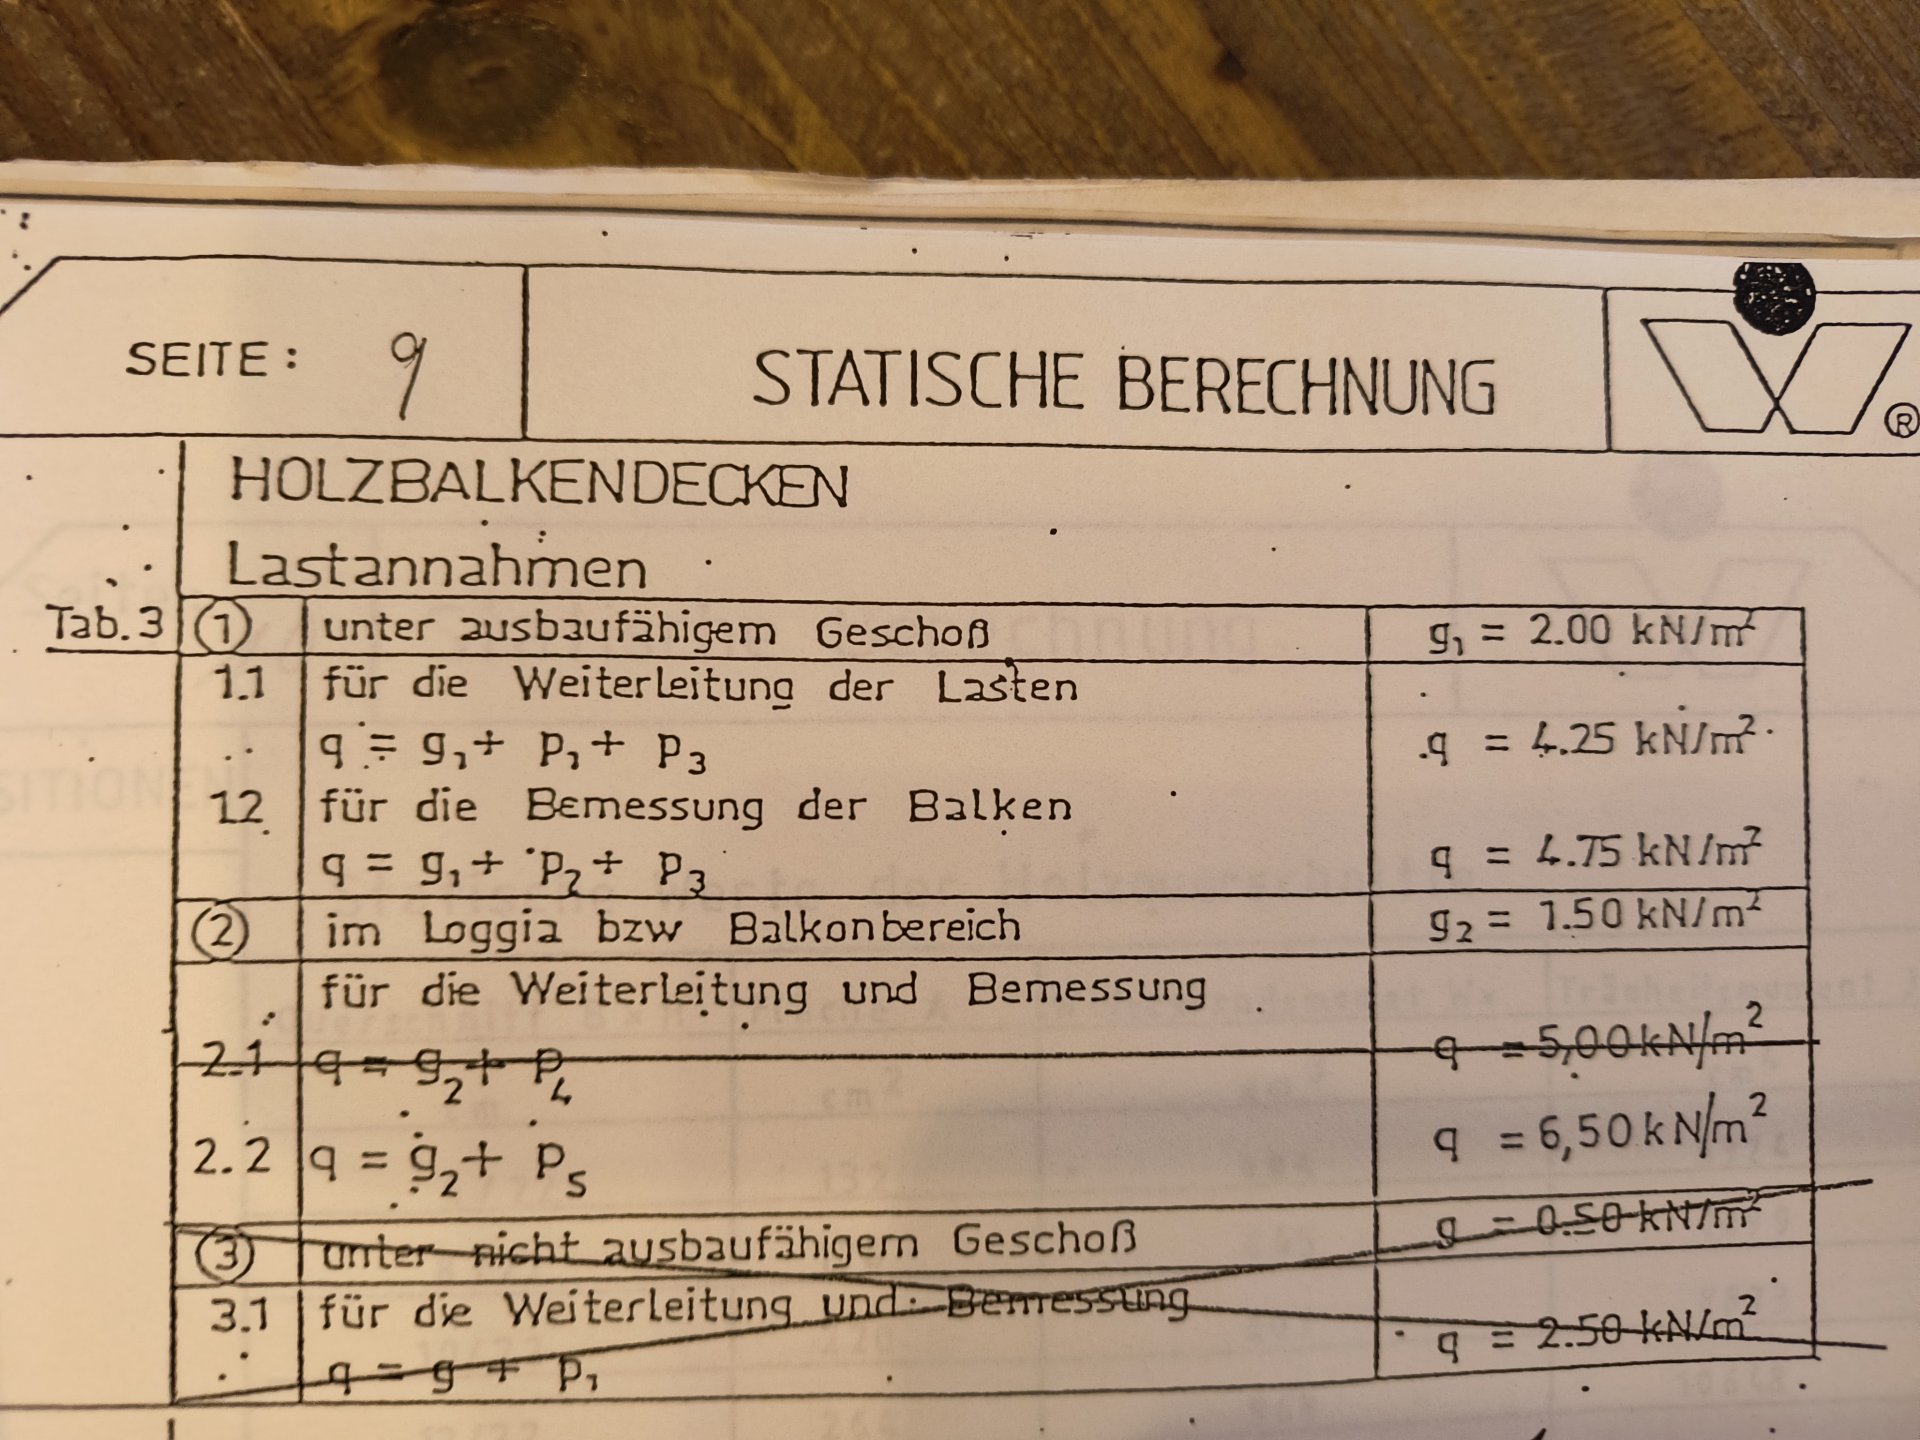 SEITE: 9
STATISCHE BERECHNUNG
W ®
HOLZBALKENDECKEN
Lastannahmen
Tab. 3 ① unter ausbaufähigem Geschoß g₁ = 2.00 kN/m²
1.1 für die Weiterleitung der Lasten
q = g₁ + p₁ + p₃ q = 4.25 kN/m²
1.2 für die Bemessung der Balken
q = g₁ + p₂ + p₃ q = 4.75 kN/m²
② im Loggia bzw Balkonbereich g₂ = 1.50 kN/m²
für die Weiterleitung und Bemessung
2.1 q = g₂ + p₄ q = 5,00 kN/m²
2.2 q = g₂ + p₅ q = 6,50 kN/m²
③ unter nicht ausbaufähigem Geschoß g = 0.50 kN/m²
3.1 für die Weiterleitung und Bemessung
q = g + p₁ q = 2.50 kN/m²